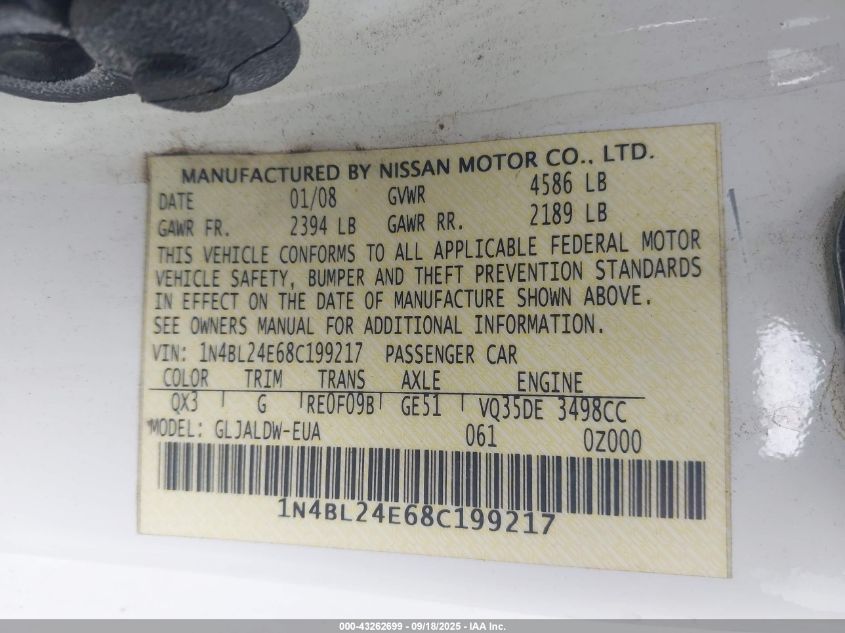 MANUFACTURED BY NISSAN MOTOR CO., LTD.
DATE 01/08 GVWR 4586 LB
GAWR FR. 2394 LB GAWR RR. 2189 LB
THIS VEHICLE CONFORMS TO ALL APPLICABLE FEDERAL MOTOR
VEHICLE SAFETY, BUMPER AND THEFT PREVENTION STANDARDS
IN EFFECT ON THE DATE OF MANUFACTURE SHOWN ABOVE.
SEE OWNERS MANUAL FOR ADDITIONAL INFORMATION.
VIN: 1N4BL24E68C199217 PASSENGER CAR
COLOR TRIM TRANS AXLE ENGINE
QX3 G RE0F09B GE51 VQ35DE 3498CC
MODEL: GLJALDW-EUA 061 0Z000
1N4BL24E68C199217
000-43262699 - 09/18/2025 - IAA Inc.